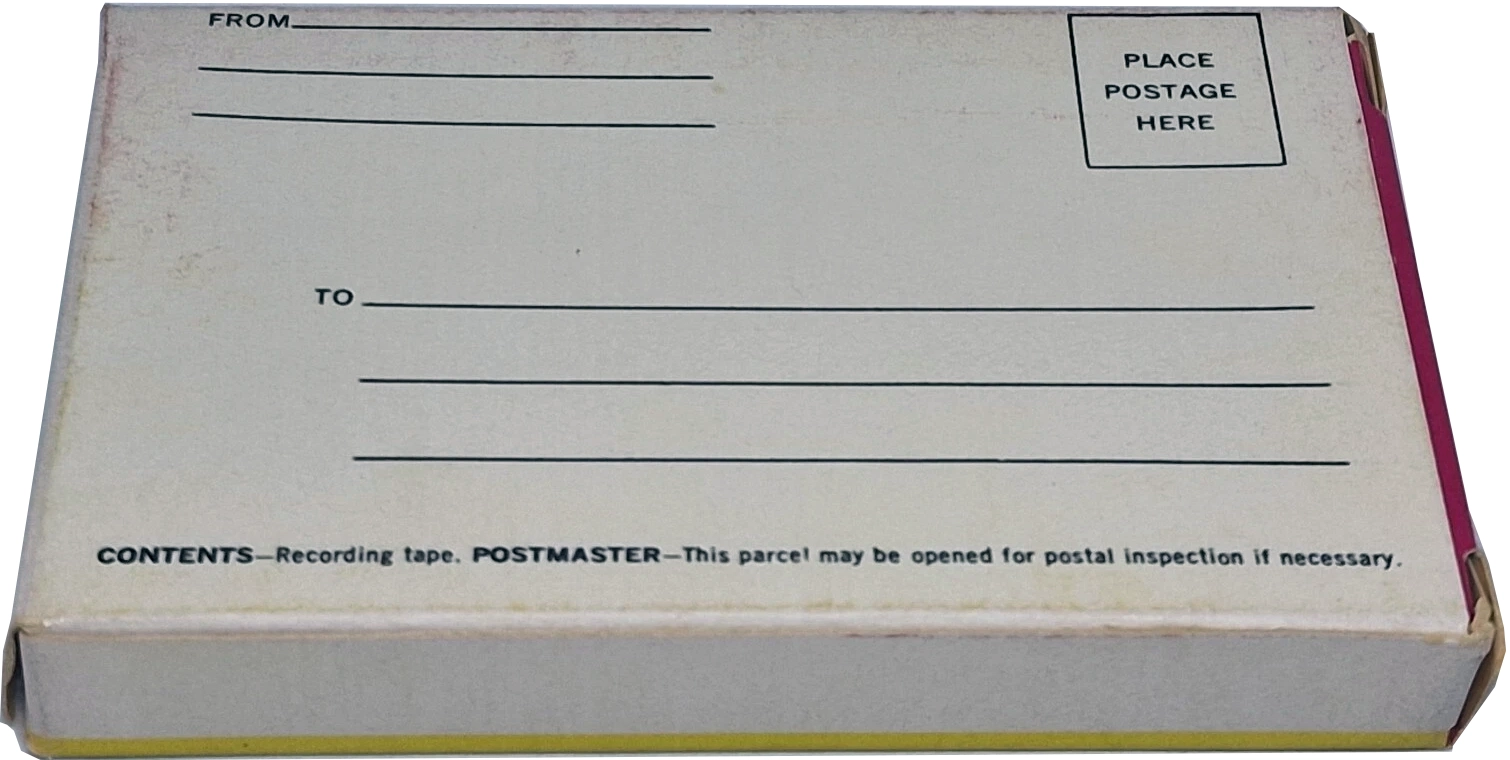 FROM
PLACE
POSTAGE
HERE
TO
CONTENTS—Recording tape. POSTMASTER—This parcel may be opened for postal inspection if necessary.